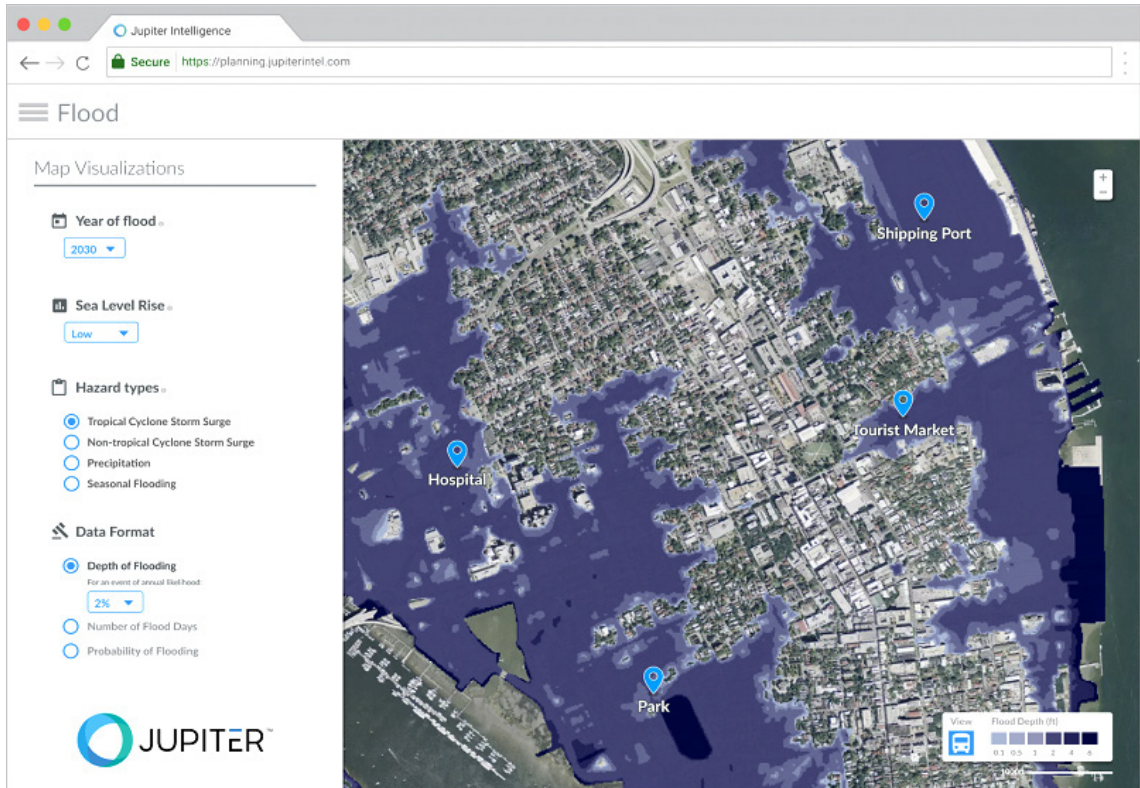 Jupiter Intelligence
Secure https://planning.jupiterintel.com
Flood
Map Visualizations
Year of flood
2030
Sea Level Rise
Low
Hazard types
Tropical Cyclone Storm Surge
Non-tropical Cyclone Storm Surge
Precipitation
Seasonal Flooding
Data Format
Depth of Flooding
For an event of annual likelihood:
2%
Number of Flood Days
Probability of Flooding
JUPITER™
+
−
Shipping Port
Tourist Market
Hospital
Park
View Flood Depth (ft)
0.1 0.5 1 2 4 6